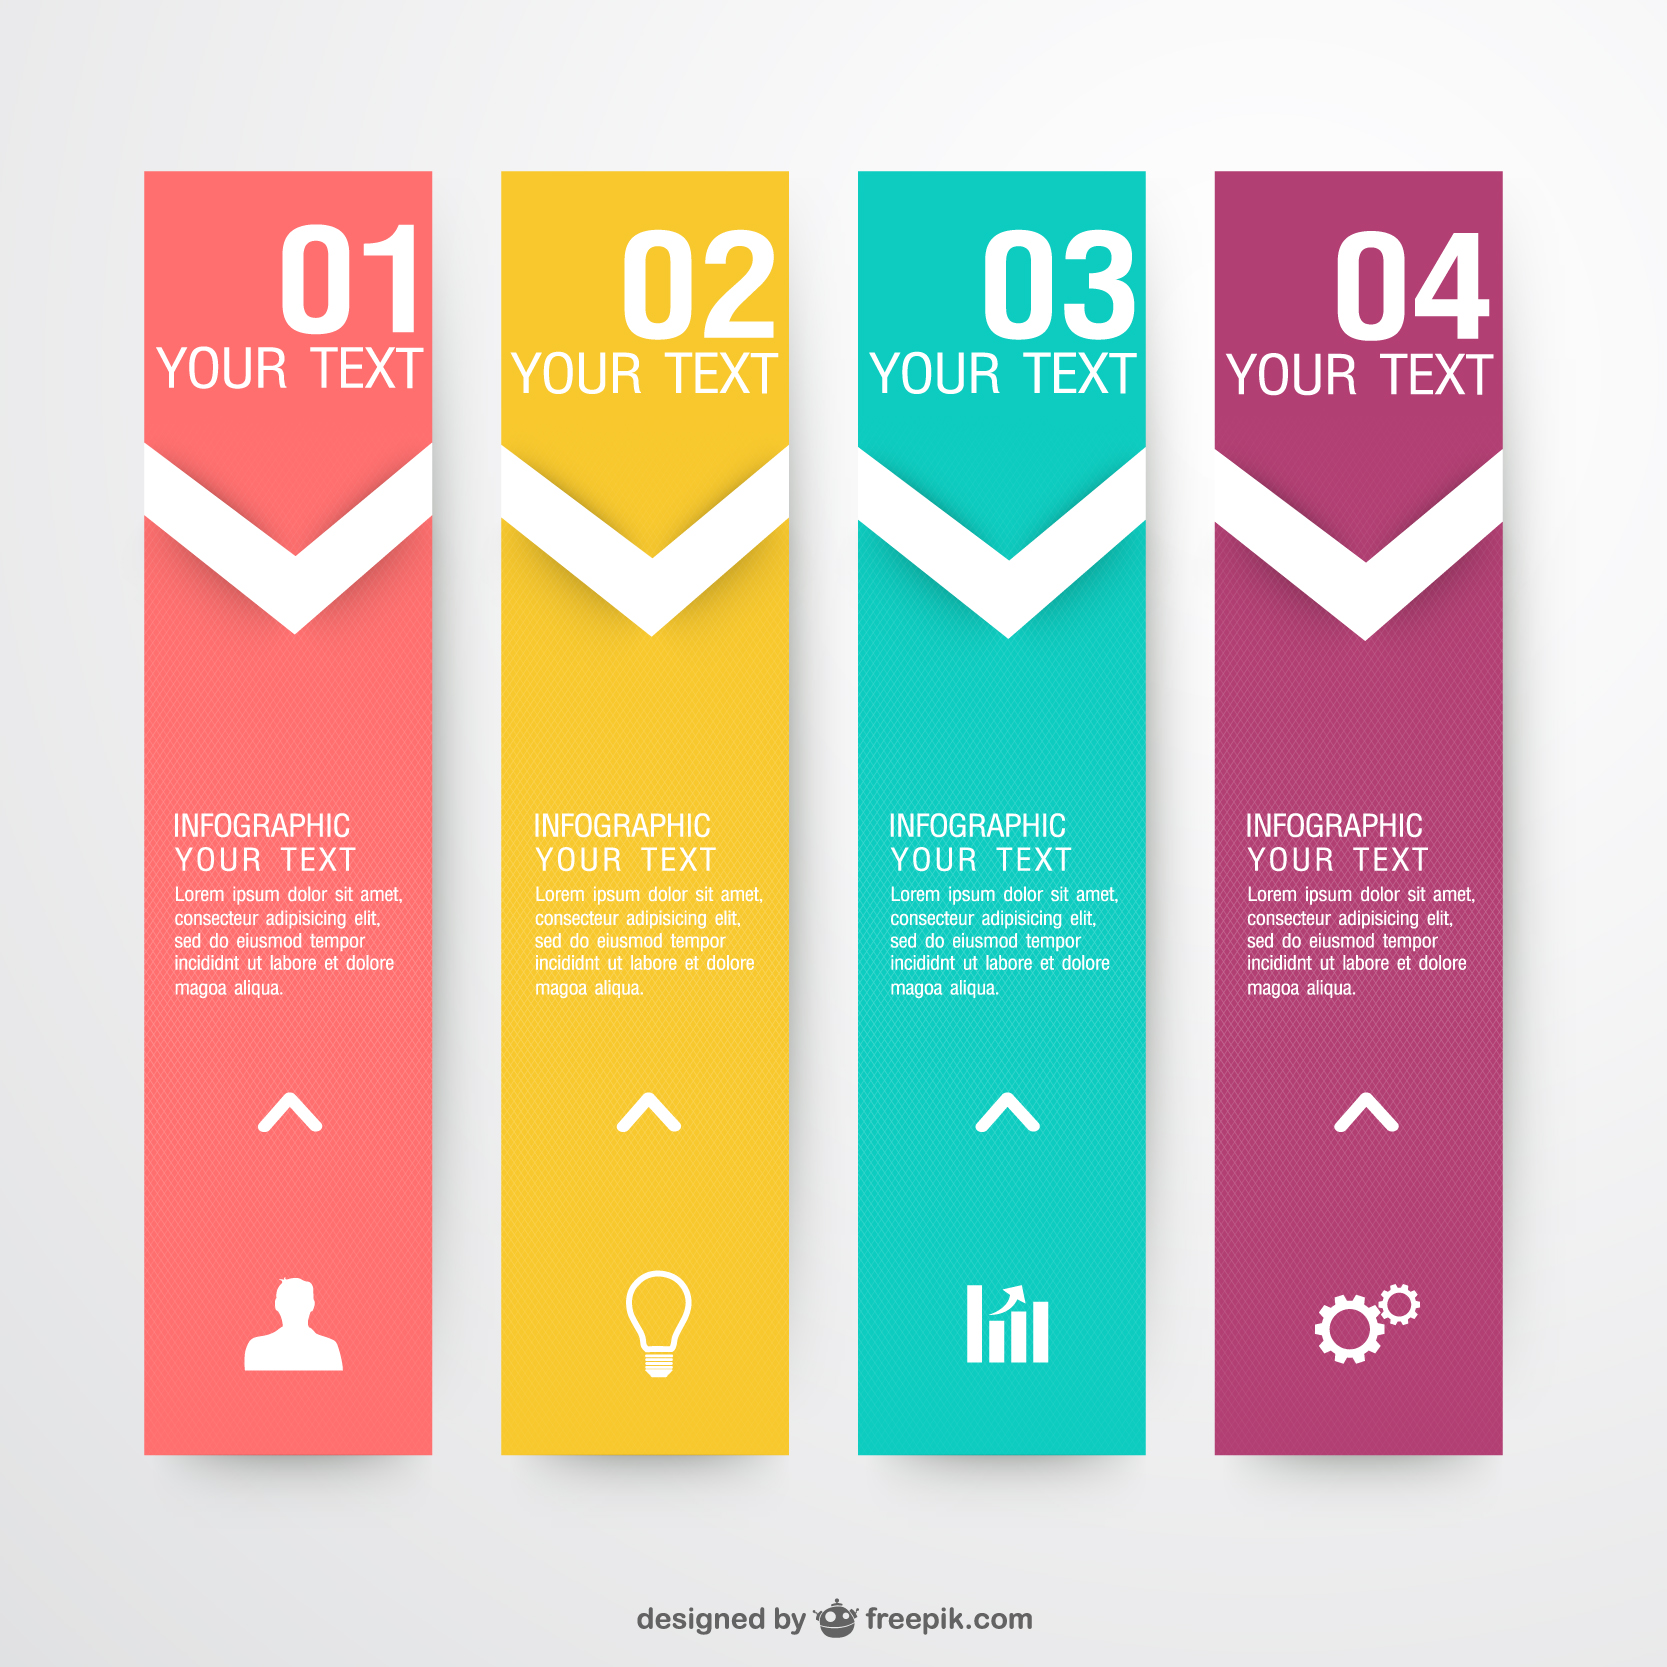 01
YOUR TEXT
INFOGRAPHIC
YOUR TEXT
Lorem ipsum dolor sit amet,
consecteur adipisicing elit,
sed do eiusmod tempor
incididnt ut labore et dolore
magoa aliqua.
02
YOUR TEXT
INFOGRAPHIC
YOUR TEXT
Lorem ipsum dolor sit amet,
consecteur adipisicing elit,
sed do eiusmod tempor
incididnt ut labore et dolore
magoa aliqua.
03
YOUR TEXT
INFOGRAPHIC
YOUR TEXT
Lorem ipsum dolor sit amet,
consecteur adipisicing elit,
sed do eiusmod tempor
incididnt ut labore et dolore
magoa aliqua.
04
YOUR TEXT
INFOGRAPHIC
YOUR TEXT
Lorem ipsum dolor sit amet,
consecteur adipisicing elit,
sed do eiusmod tempor
incididnt ut labore et dolore
magoa aliqua.
designed by freepik.com